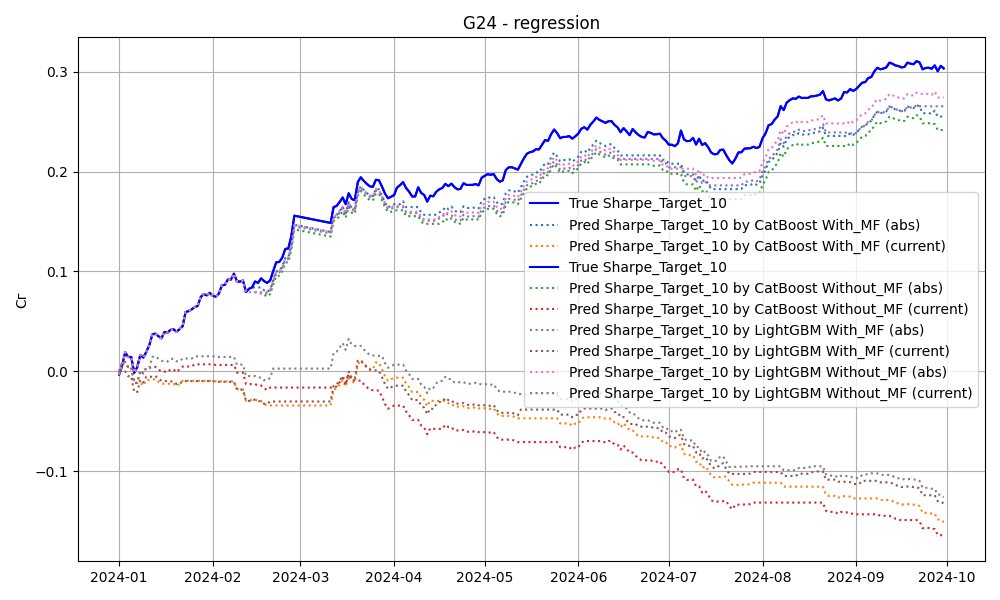 G24 - regression
Cr
0.3
0.2
0.1
0.0
−0.1
True Sharpe_Target_10
Pred Sharpe_Target_10 by CatBoost With_MF (abs)
Pred Sharpe_Target_10 by CatBoost With_MF (current)
True Sharpe_Target_10
Pred Sharpe_Target_10 by CatBoost Without_MF (abs)
Pred Sharpe_Target_10 by CatBoost Without_MF (current)
Pred Sharpe_Target_10 by LightGBM With_MF (abs)
Pred Sharpe_Target_10 by LightGBM With_MF (current)
Pred Sharpe_Target_10 by LightGBM Without_MF (abs)
Pred Sharpe_Target_10 by LightGBM Without_MF (current)
2024-01 2024-02 2024-03 2024-04 2024-05 2024-06 2024-07 2024-08 2024-09 2024-10